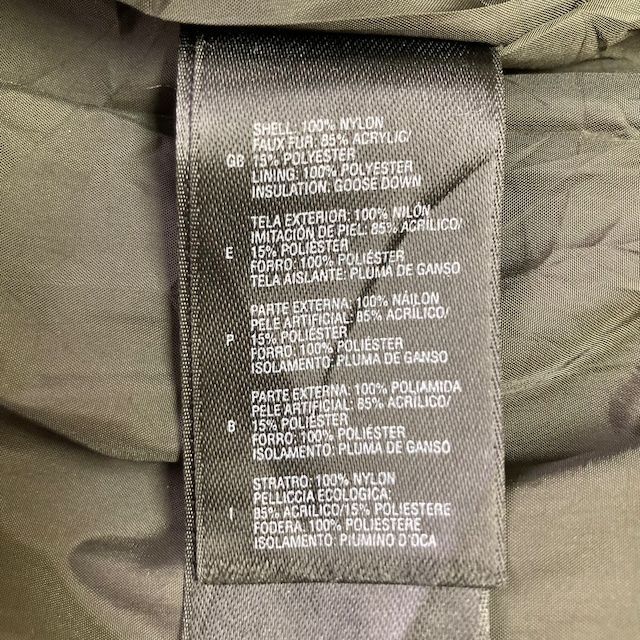 SHELL: 100% NYLON
FAUX FUR: 85% ACRYLIC/
GB 15% POLYESTER
LINING: 100% POLYESTER
INSULATION: GOOSE DOWN
TELA EXTERIOR: 100% NILÓN
IMITACIÓN DE PIEL: 85% ACRÍLICO/
E 15% POLIÉSTER
FORRO: 100% POLIÉSTER
TELA AISLANTE: PLUMA DE GANSO
PARTE EXTERNA: 100% NÁILON
PELE ARTIFICIAL: 85% ACRÍLICO/
P 15% POLIÉSTER
FORRO: 100% POLIÉSTER
ISOLAMENTO: PLUMA DE GANSO
PARTE EXTERNA: 100% POLIAMIDA
PELE ARTIFICIAL: 85% ACRÍLICO/
B 15% POLIÉSTER
FORRO: 100% POLIÉSTER
ISOLAMENTO: PLUMA DE GANSO
STRATRO: 100% NYLON
PELLICCIA ECOLOGICA:
I 85% ACRILICO/15% POLIESTERE
FODERA: 100% POLIESTERE
ISOLAMENTO: PIUMINO D'OCA